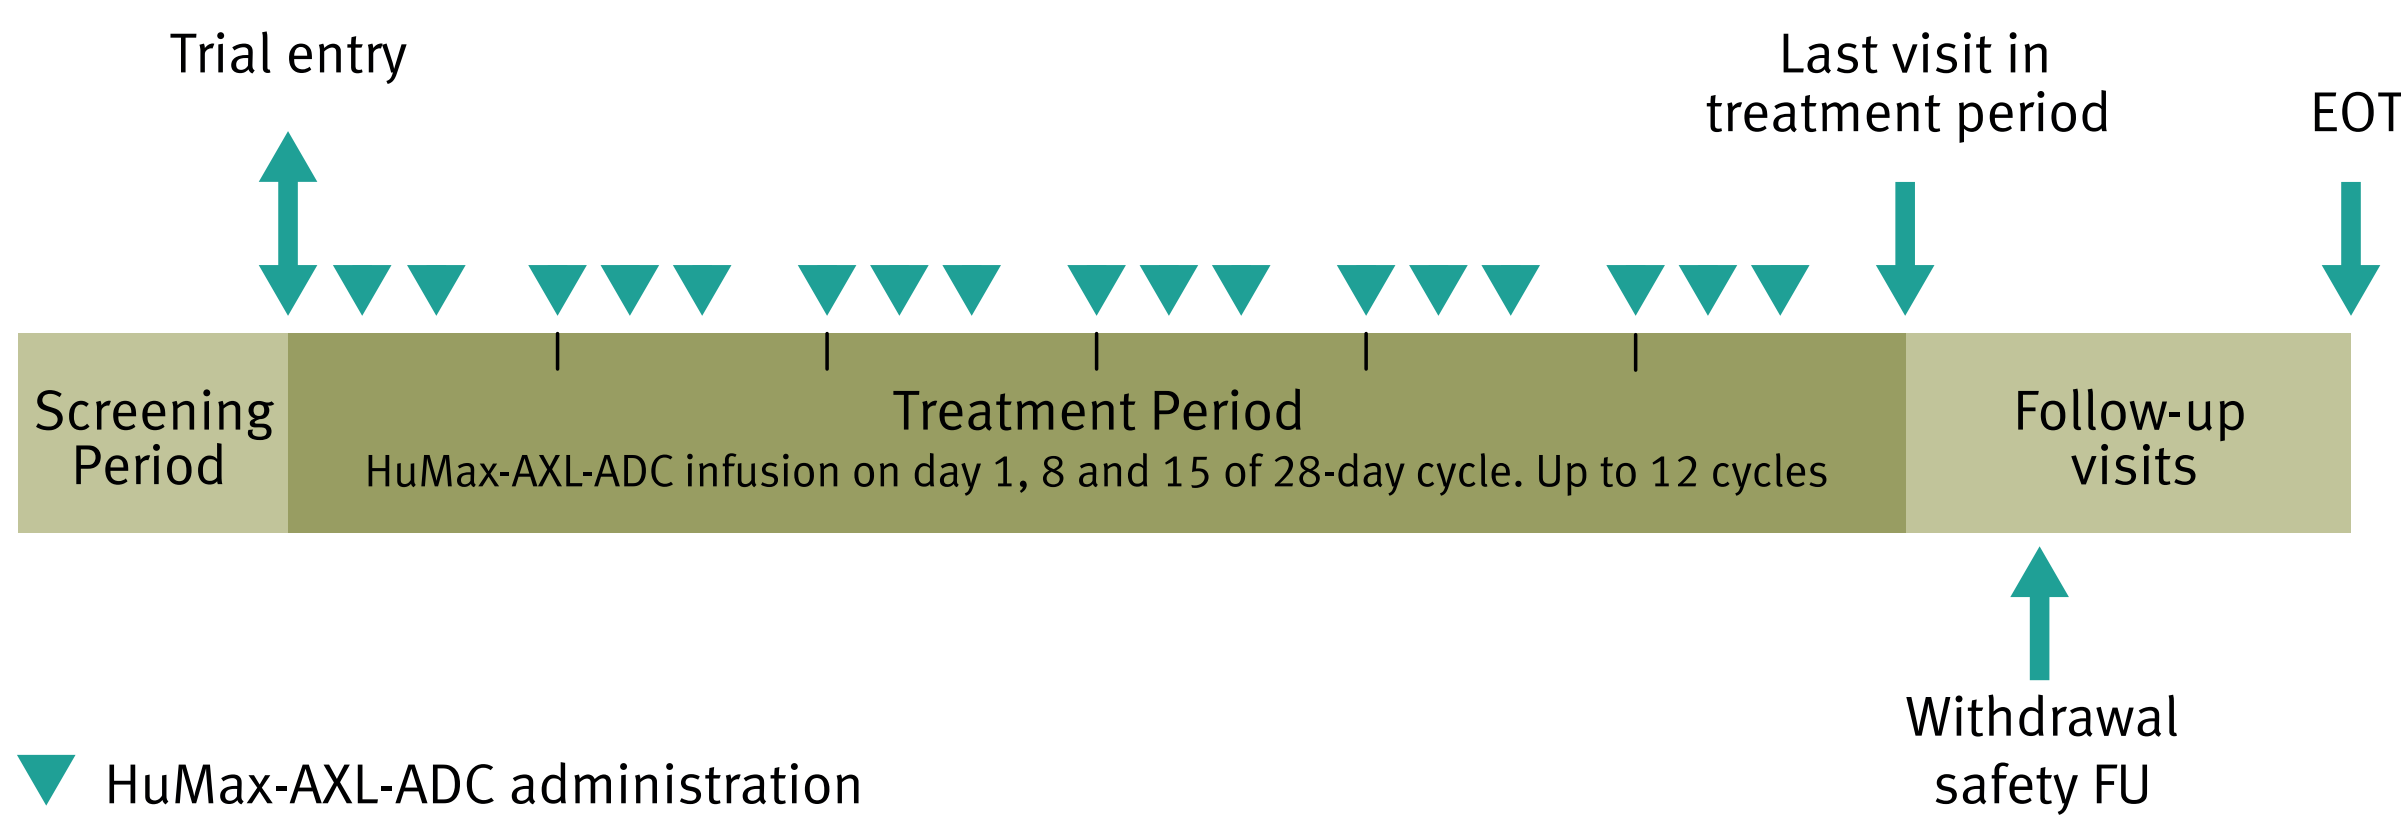 Trial entry
Last visit in
treatment period
EOT
Screening
Period
Treatment Period
HuMax-AXL-ADC infusion on day 1, 8 and 15 of 28-day cycle. Up to 12 cycles
Follow-up
visits
Withdrawal
safety FU
HuMax-AXL-ADC administration